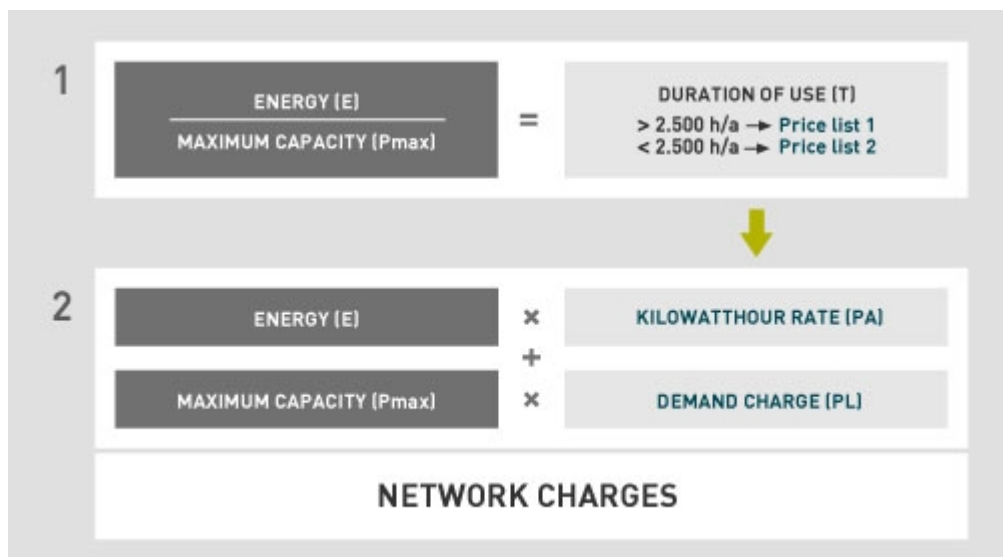 1
ENERGY (E)
MAXIMUM CAPACITY (Pmax)
=
DURATION OF USE (T)
> 2.500 h/a → Price list 1
< 2.500 h/a → Price list 2
2
ENERGY (E) × KILOWATTHOUR RATE (PA)
+
MAXIMUM CAPACITY (Pmax) × DEMAND CHARGE (PL)
NETWORK CHARGES